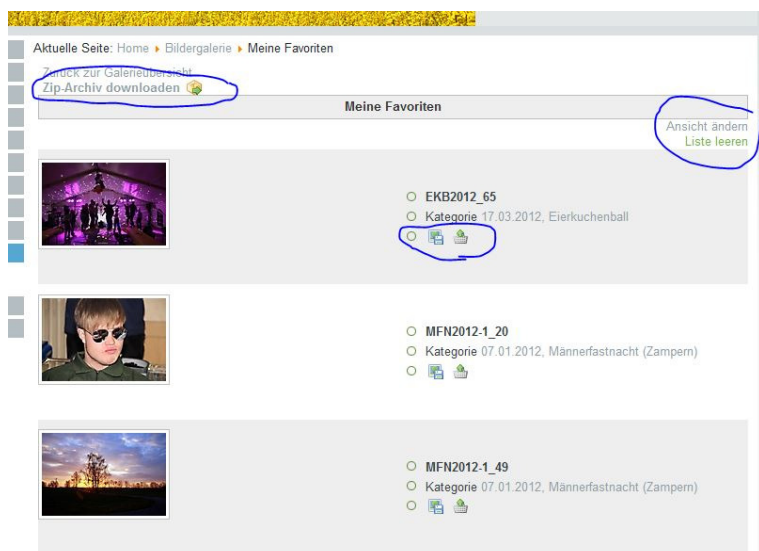 Aktuelle Seite: Home Bildergalerie Meine Favoriten
Zurück zur Galerieübersicht
Zip-Archiv downloaden
Meine Favoriten
Ansicht ändern
Liste leeren
EKB2012_65
Kategorie 17.03.2012, Eierkuchenball
MFN2012-1_20
Kategorie 07.01.2012, Männerfastnacht (Zampern)
MFN2012-1_49
Kategorie 07.01.2012, Männerfastnacht (Zampern)